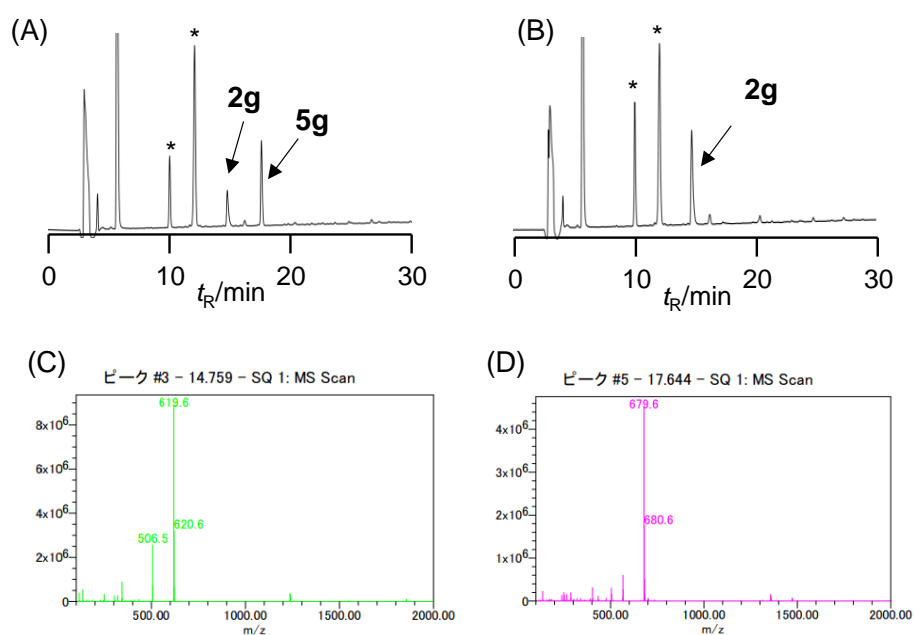 (A)
*
*
2g
5g
0
10
20
30
tR/min
(B)
*
*
2g
0
10
20
30
tR/min
(C)
ピーク #3 - 14.759 - SQ 1: MS Scan
8x10^6
6x10^6
4x10^6
2x10^6
0
619.6
620.6
506.5
500.00
1000.00
1500.00
2000.00
m/z
(D)
ピーク #5 - 17.644 - SQ 1: MS Scan
4x10^6
3x10^6
2x10^6
1x10^6
0
679.6
680.6
500.00
1000.00
1500.00
2000.00
m/z